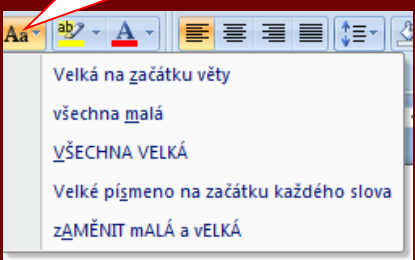 Aa ab A
Velká na začátku věty
všechna malá
VŠECHNA VELKÁ
Velké písmeno na začátku každého slova
zAMĚNIT mALÁ a vELKÁ